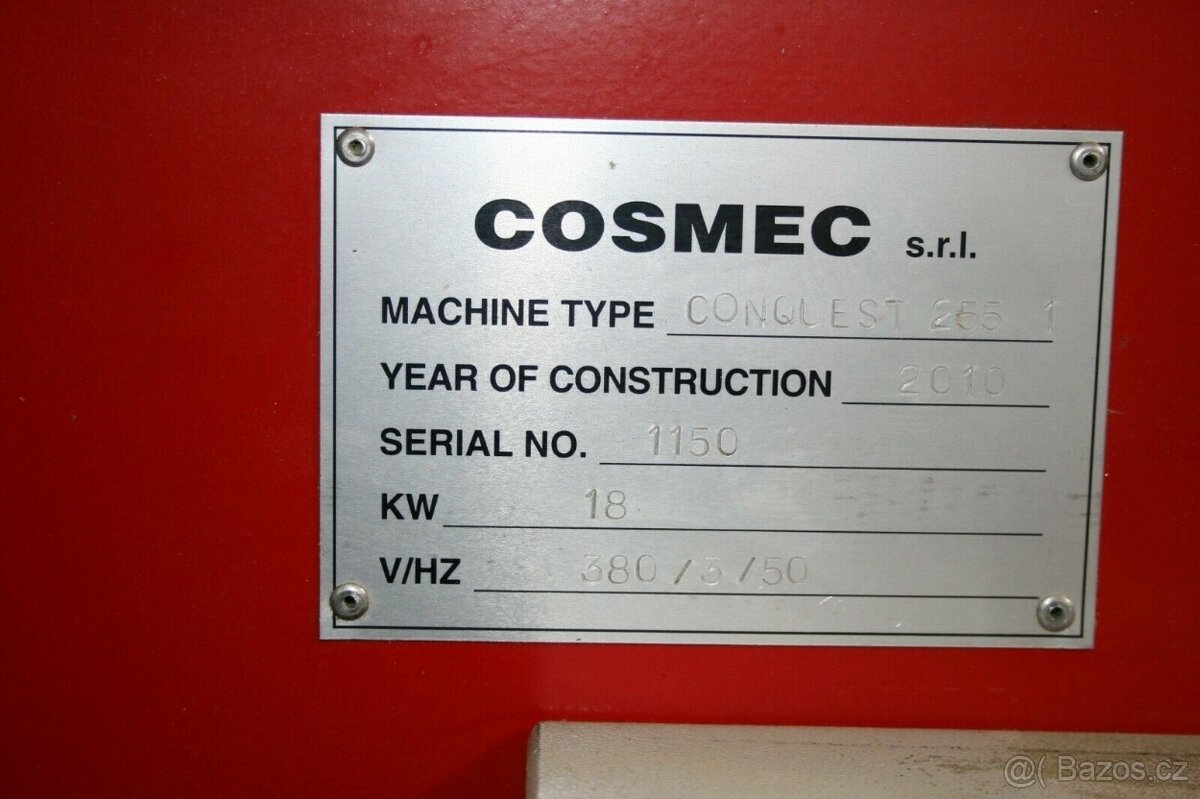 COSMEC s.r.l.
MACHINE TYPE CONQUEST 255 1
YEAR OF CONSTRUCTION 2010
SERIAL NO. 1150
KW 18
V/HZ 380/3/50
@( Bazos.cz